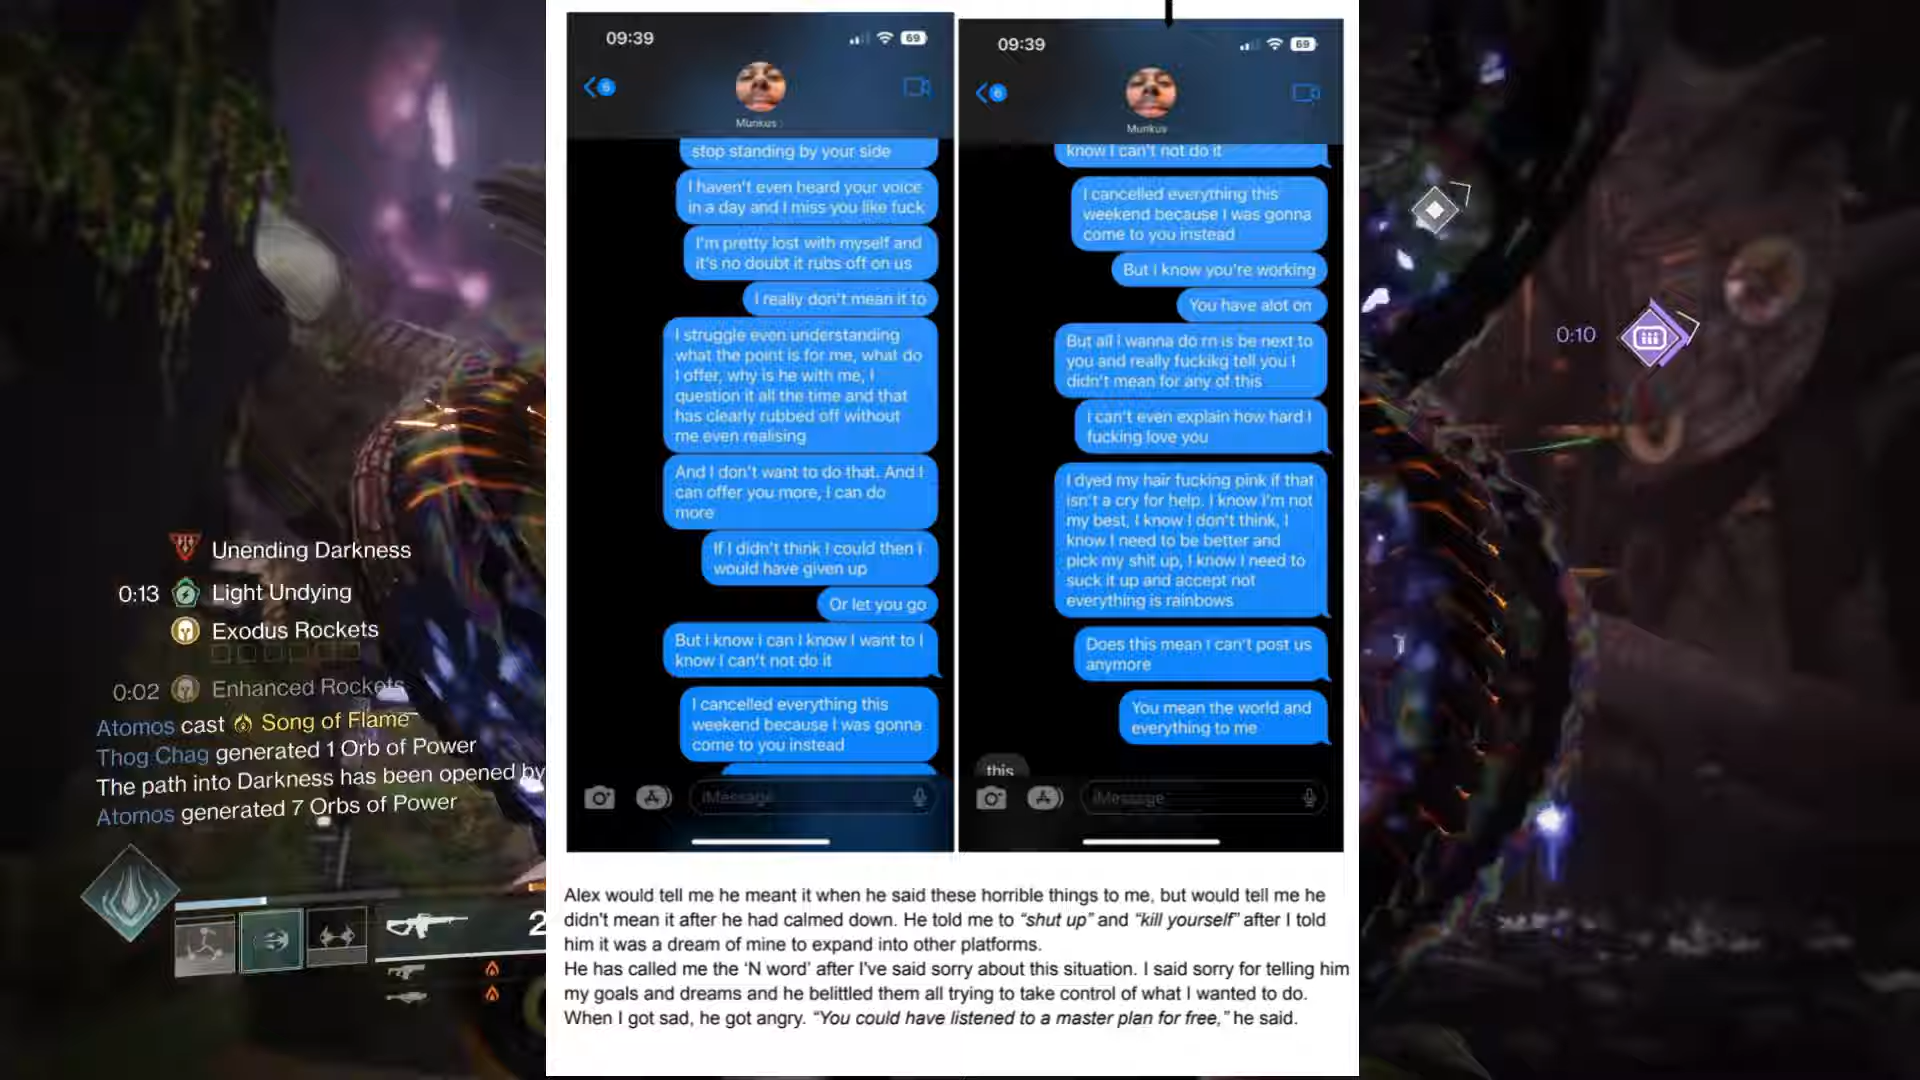 09:39
69
6
Munkus
stop standing by your side
I haven't even heard your voice
in a day and I miss you like fuck
I'm pretty lost with myself and
it's no doubt it rubs off on us
I really don't mean it to
I struggle even understanding
what the point is for me, what do
I offer, why is he with me, I
question it all the time and that
has clearly rubbed off without
me even realising
And I don't want to do that. And I
can offer you more, I can do
more
If I didn't think I could then I
would have given up
Or let you go
But I know I can I know I want to I
know I can't not do it
I cancelled everything this
weekend because I was gonna
come to you instead
iMessage
09:39
69
6
Munkus
know I can't not do it
I cancelled everything this
weekend because I was gonna
come to you instead
But I know you're working
You have alot on
But all I wanna do rn is be next to
you and really fuckikg tell you I
didn't mean for any of this
I can't even explain how hard I
fucking love you
I dyed my hair fucking pink if that
isn't a cry for help. I know I'm not
my best, I know I don't think, I
know I need to be better and
pick my shit up, I know I need to
suck it up and accept not
everything is rainbows
Does this mean I can't post us
anymore
You mean the world and
everything to me
this
iMessage
Alex would tell me he meant it when he said these horrible things to me, but would tell me he
didn't mean it after he had calmed down. He told me to “shut up” and “kill yourself” after I told
him it was a dream of mine to expand into other platforms.
He has called me the ‘N word’ after I've said sorry about this situation. I said sorry for telling him
my goals and dreams and he belittled them all trying to take control of what I wanted to do.
When I got sad, he got angry. “You could have listened to a master plan for free,” he said.
Unending Darkness
0:13 Light Undying
Exodus Rockets
0:02 Enhanced Rockets
Atomos cast Song of Flame
Thog Chag generated 1 Orb of Power
The path into Darkness has been opened by
Atomos generated 7 Orbs of Power
2
0:10